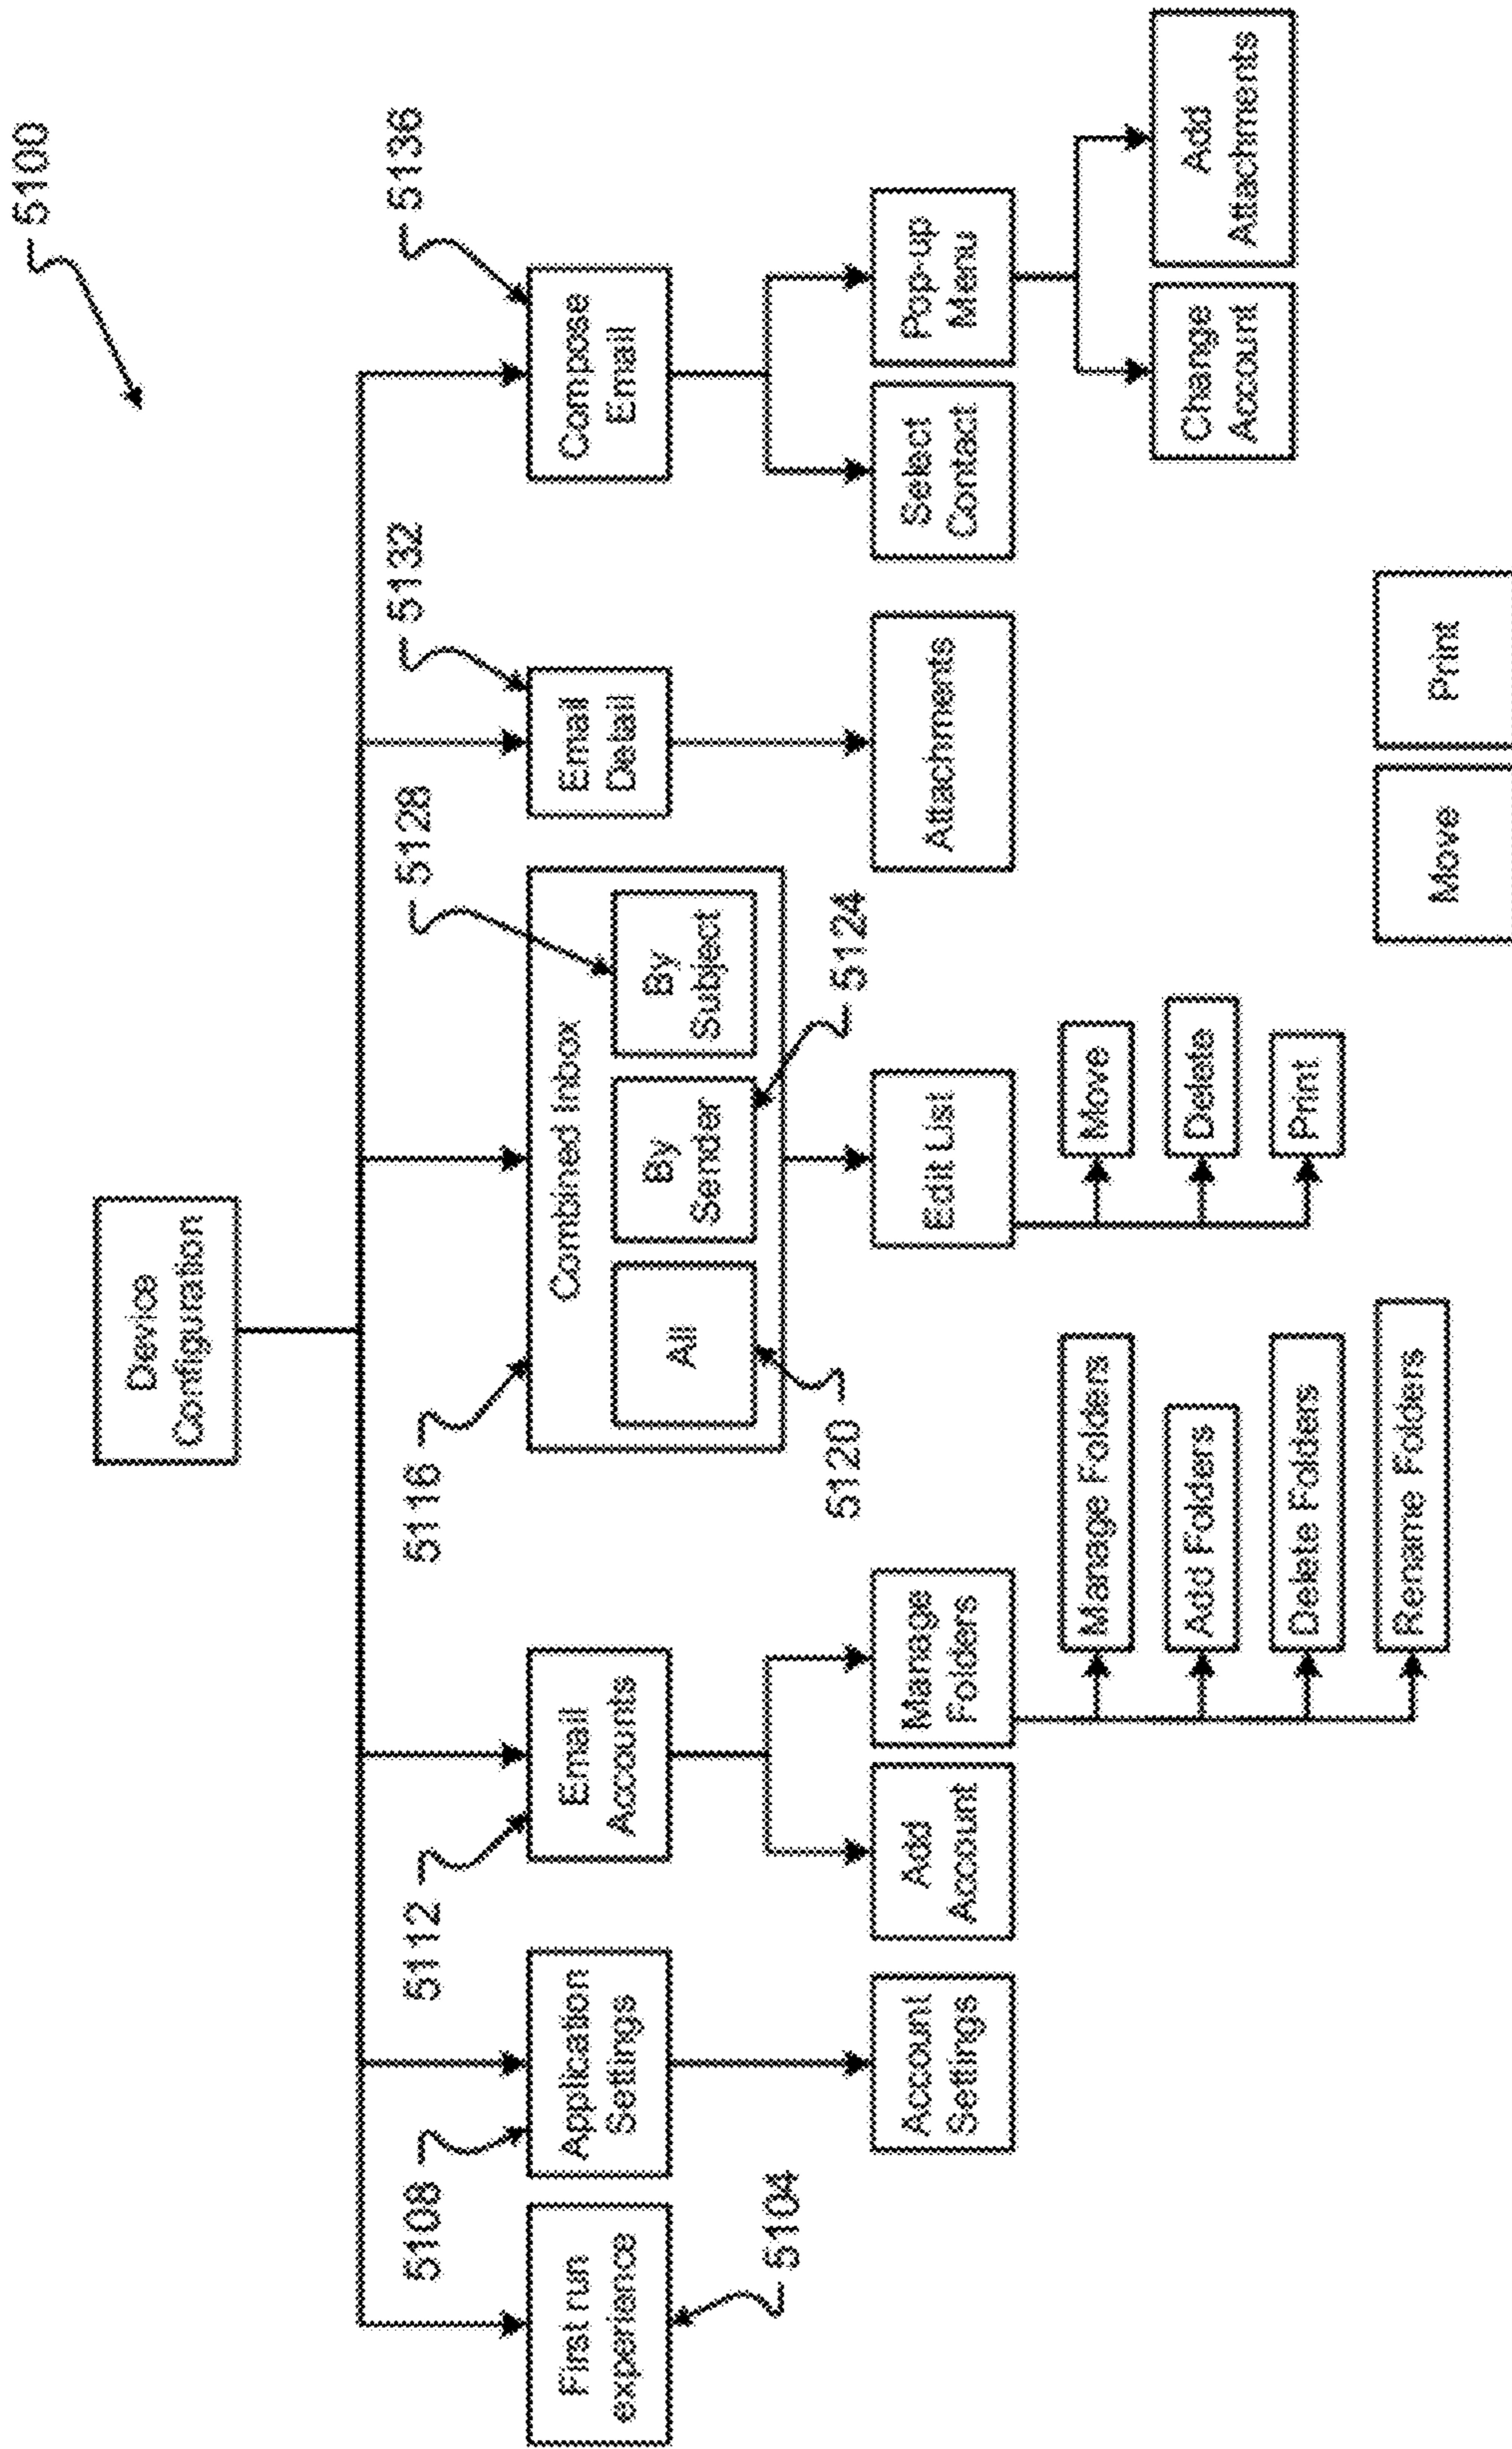 5100
Device
Configuration
5108
5112
5116
5128
5132
5136
First run
experience
Application
Settings
Email
Accounts
Combined Inbox
All
By
Sender
By
Subject
Email
Detail
Compose
Email
5104
5120
5124
Account
Settings
Add
Account
Manage
Folders
Edit List
Attachments
Select
Contact
Pop-up
Menu
Manage Folders
Add Folders
Delete Folders
Rename Folders
Move
Delete
Print
Change
Account
Add
Attachments
Move
Print